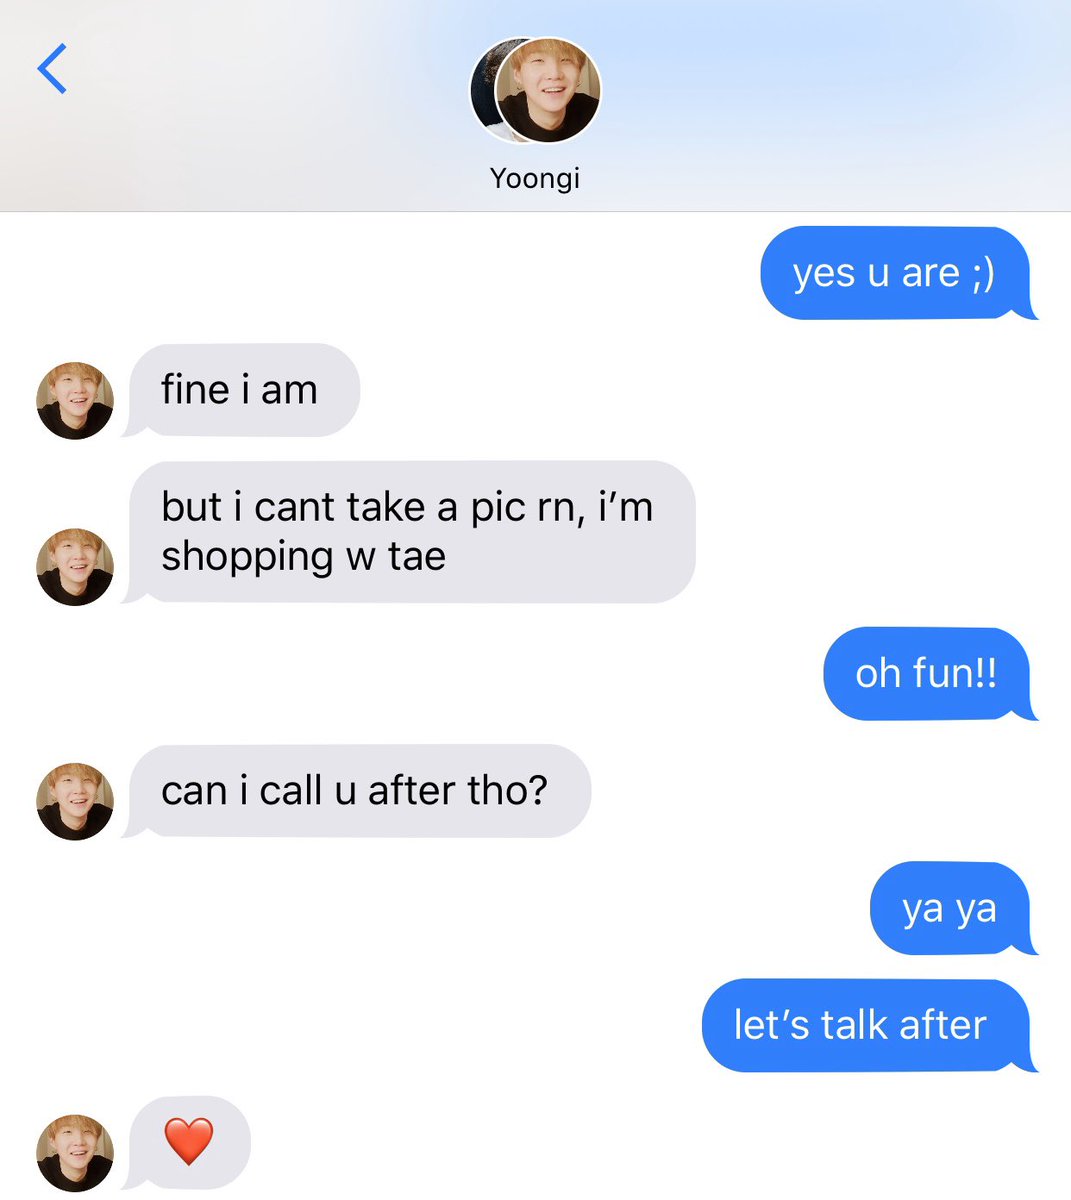 Yoongi
yes u are ;)
fine i am
but i cant take a pic rn, i’m
shopping w tae
oh fun!!
can i call u after tho?
ya ya
let’s talk after
❤️